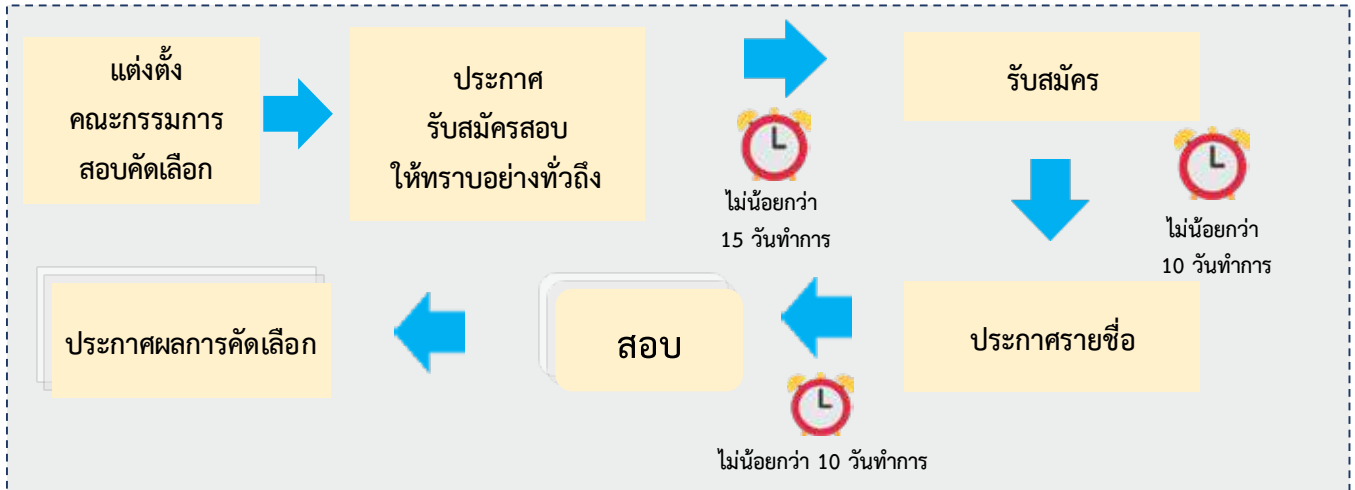 แต่งตั้ง
คณะกรรมการ
สอบคัดเลือก
ประกาศ
รับสมัครสอบ
ให้ทราบอย่างทั่วถึง
ไม่น้อยกว่า
15 วันทำการ
รับสมัคร
ไม่น้อยกว่า
10 วันทำการ
ประกาศรายชื่อ
ไม่น้อยกว่า 10 วันทำการ
สอบ
ประกาศผลการคัดเลือก